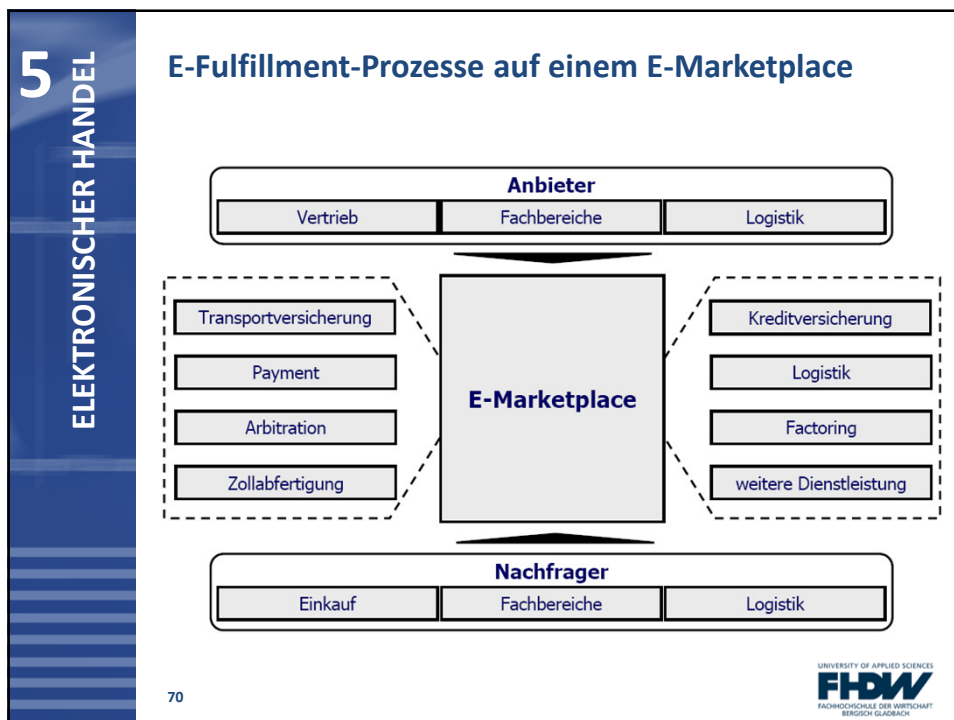 5
ELEKTRONISCHER HANDEL
E-Fulfillment-Prozesse auf einem E-Marketplace
Anbieter
Vertrieb
Fachbereiche
Logistik
Transportversicherung
Payment
Arbitration
Zollabfertigung
E-Marketplace
Kreditversicherung
Logistik
Factoring
weitere Dienstleistung
Nachfrager
Einkauf
Fachbereiche
Logistik
70
UNIVERSITY OF APPLIED SCIENCES
FHDW
FACHHOCHSCHULE DER WIRTSCHAFT
BERGISCH GLADBACH